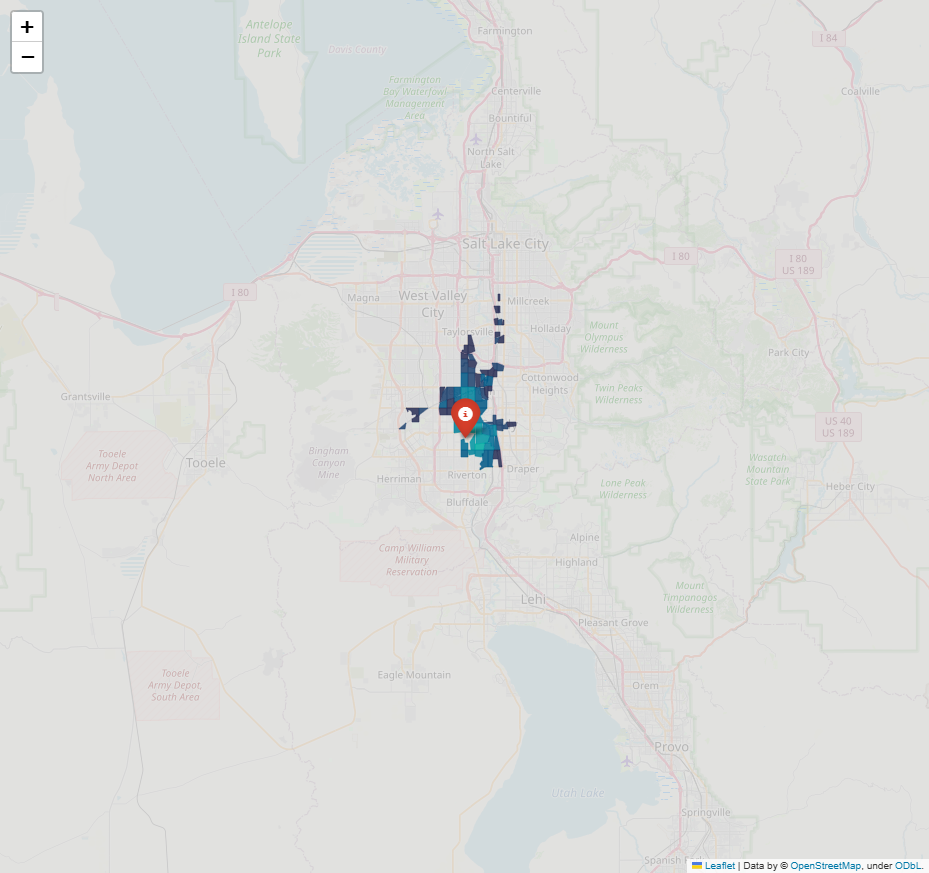 +
−
Antelope
Island State
Park
Davis County
Farmington
I 84
Farmington
Bay Waterfowl
Management
Area
Centerville
Coalville
Bountiful
North Salt
Lake
Salt Lake City
I 80
I 80
US 189
I 80
Magna
West Valley
City
Millcreek
Taylorsville
Holladay
Mount
Olympus
Wilderness
Park City
Cottonwood
Heights
Twin Peaks
Wilderness
Grantsville
i
US 40
US 189
Tooele
Army Depot
North Area
Tooele
Bingham
Canyon
Mine
Herriman
Riverton
Draper
Wasatch
Mountain
State Park
Lone Peak
Wilderness
Heber City
Bluffdale
Alpine
Camp Williams
Military
Reservation
Highland
Mount
Timpanogos
Wilderness
Lehi
Pleasant Grove
Tooele
Army Depot,
South Area
Eagle Mountain
Orem
Provo
Utah Lake
Springville
Spanish
Leaflet | Data by © OpenStreetMap, under ODbL.